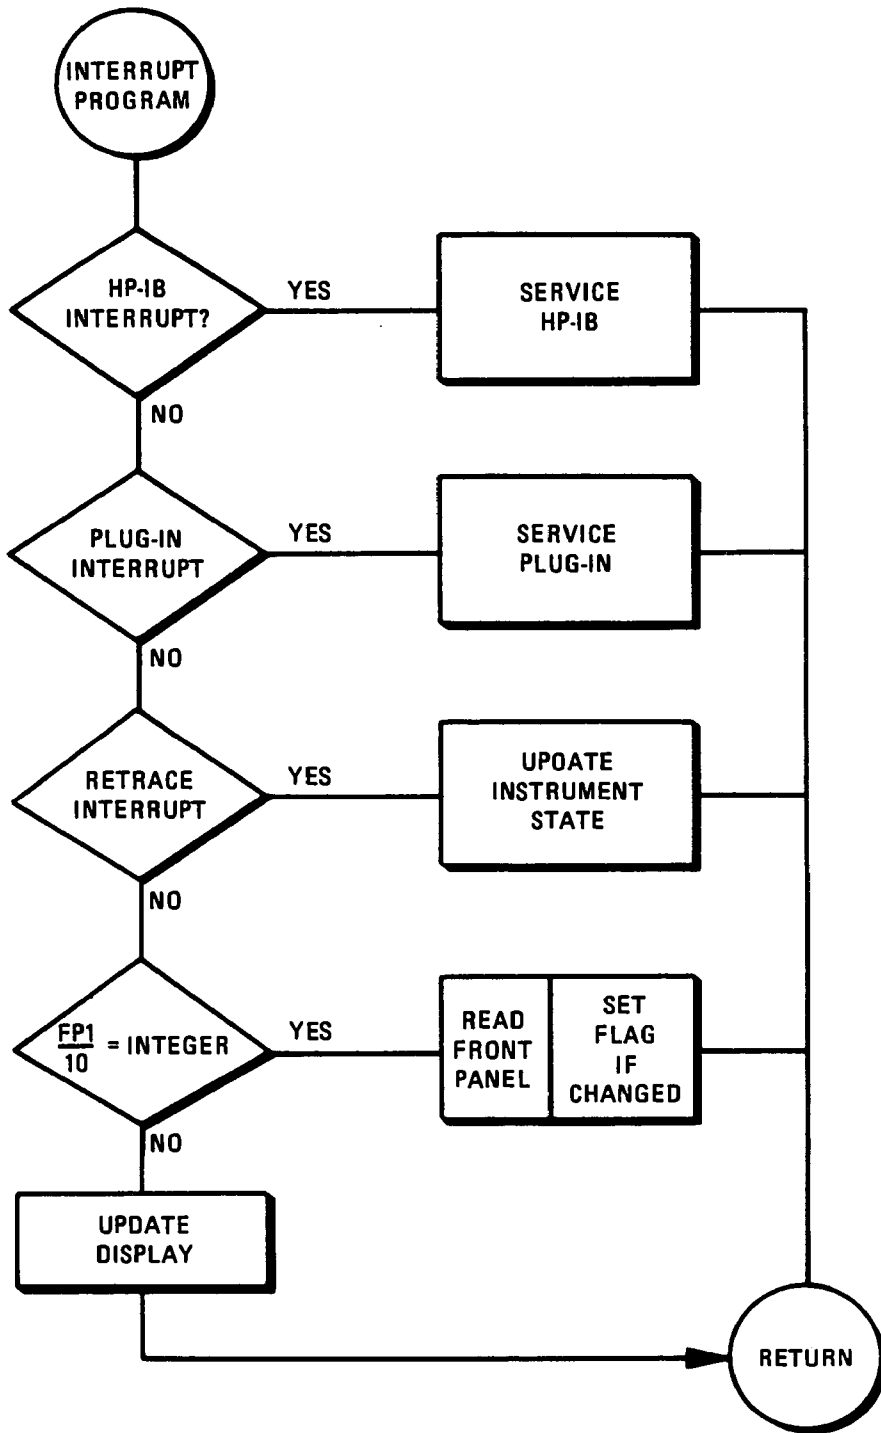 INTERRUPT
PROGRAM
HP-IB
INTERRUPT?
YES
SERVICE
HP-IB
NO
PLUG-IN
INTERRUPT
YES
SERVICE
PLUG-IN
NO
RETRACE
INTERRUPT
YES
UPOATE
INSTRUMENT
STATE
NO
FP1
10
= INTEGER
YES
READ
FRONT
PANEL
SET
FLAG
IF
CHANGED
NO
UPDATE
DISPLAY
RETURN